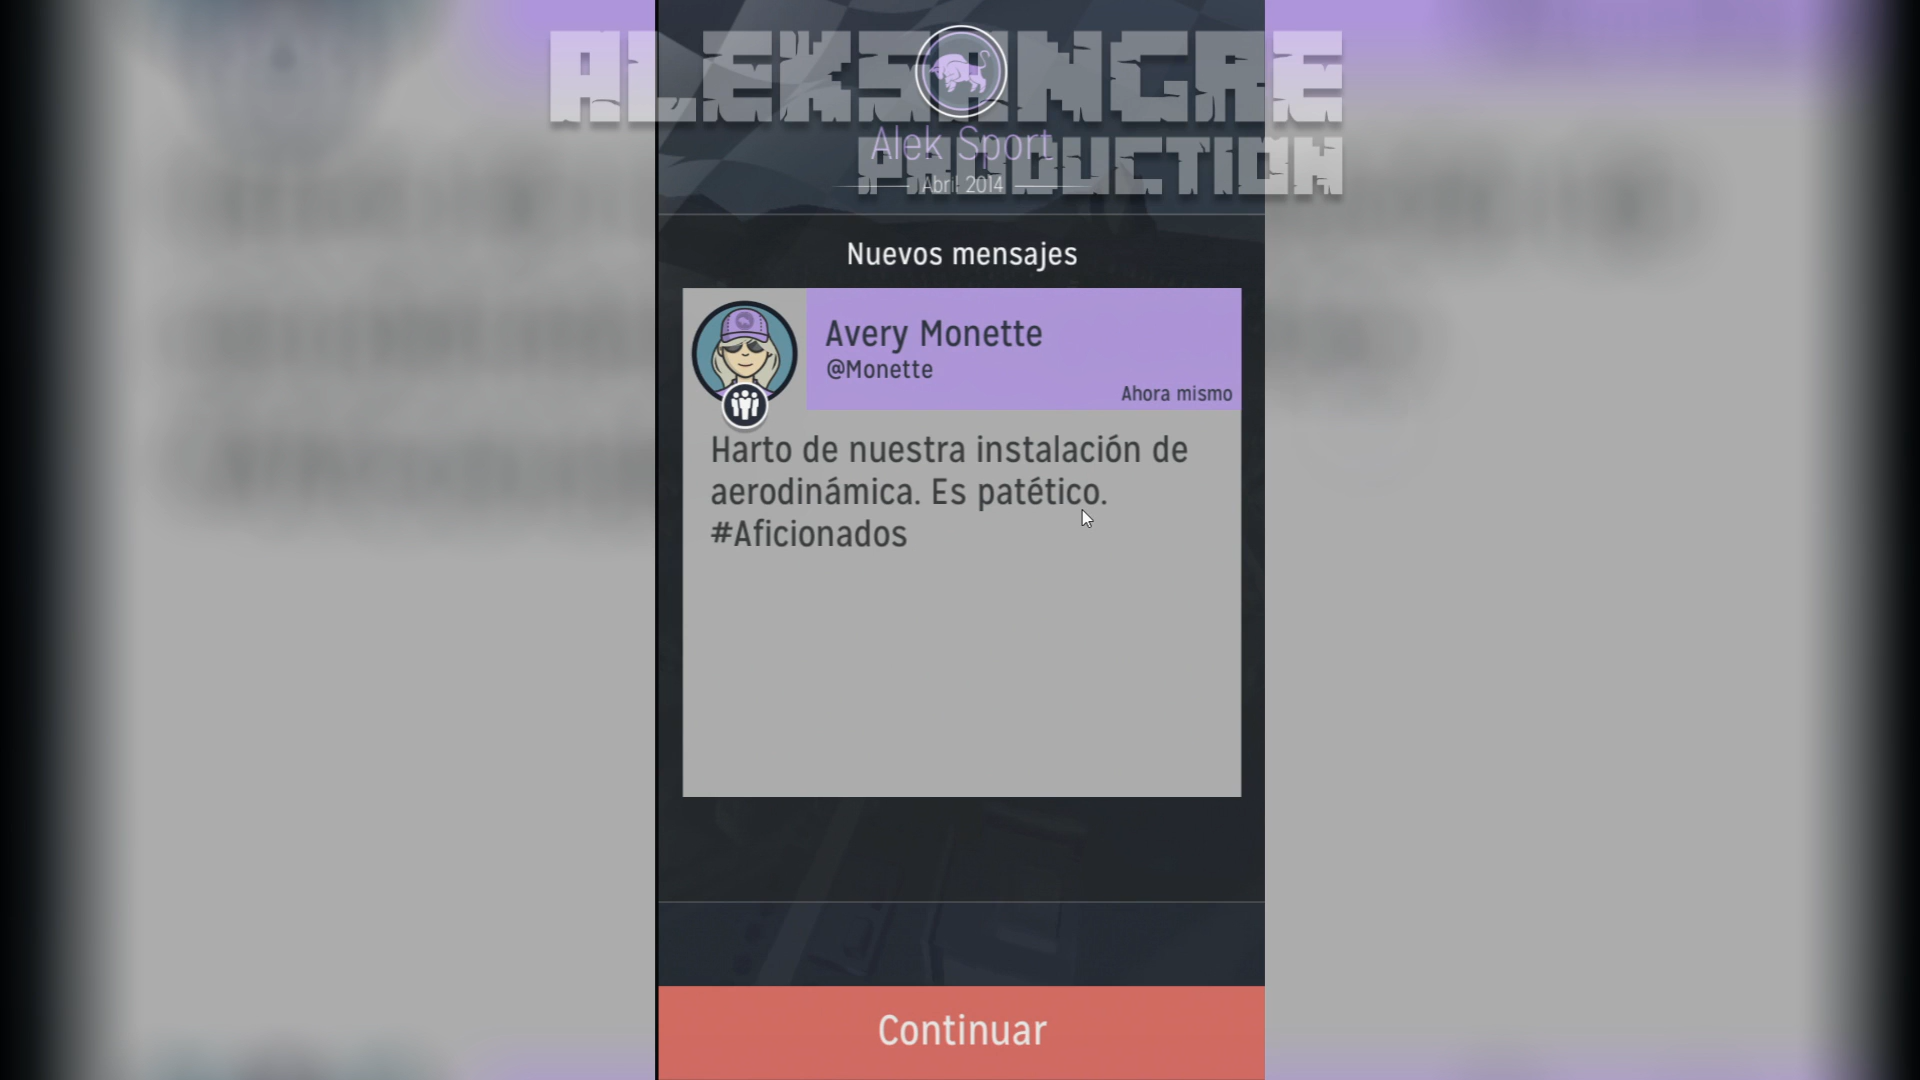 ALEKSANGRE
PRODUCTION
Alek Sport
Abril 2014
Nuevos mensajes
Avery Monette
@Monette
Ahora mismo
Harto de nuestra instalación de
aerodinámica. Es patético.
#Aficionados
Continuar